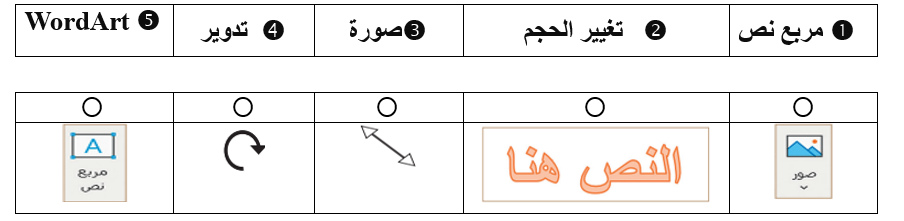 ❶ مربع نص
❷ تغيير الحجم
❸صورة
❹ تدوير
❺ WordArt
صور
النص هنا
A
مربع
نص